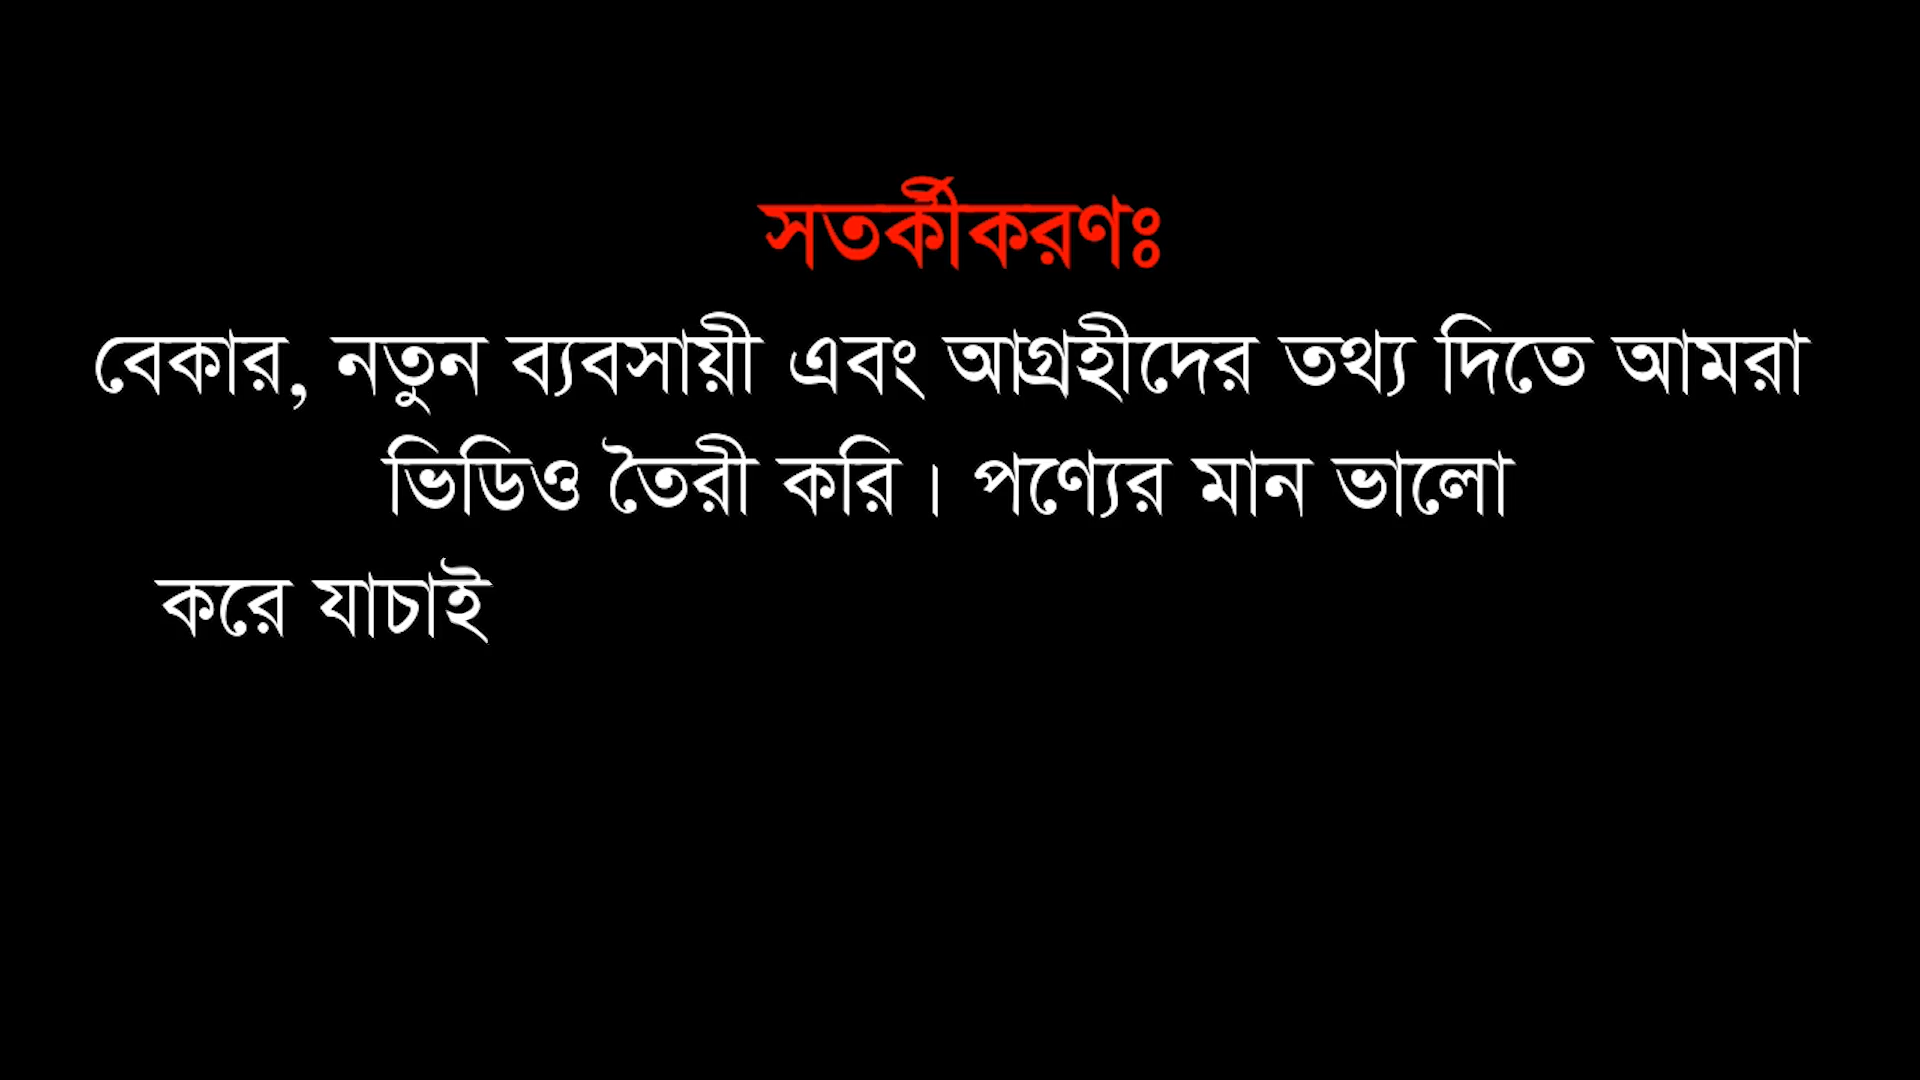 সতর্কীকরণঃ
বেকার, নতুন ব্যবসায়ী এবং আগ্রহীদের তথ্য দিতে আমরা
ভিডিও তৈরী করি। পণ্যের মান ভালো
করে যাচাই